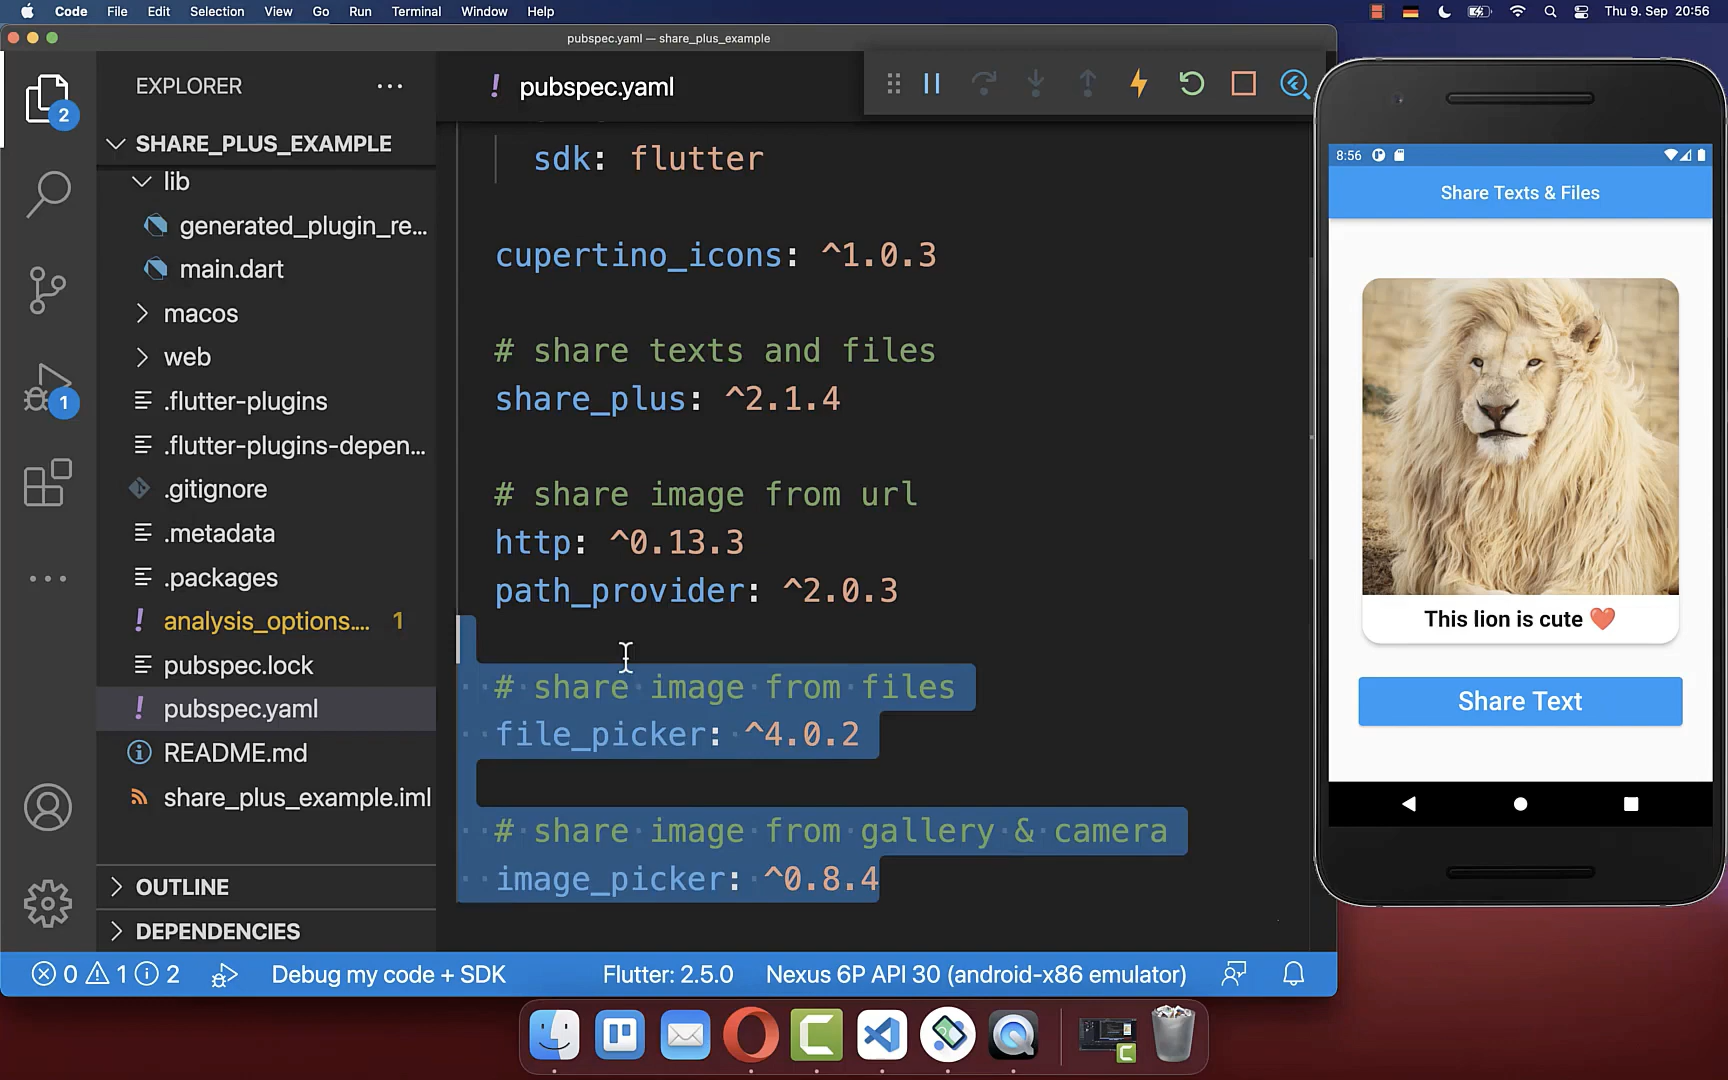 Code File Edit Selection View Go Run Terminal Window Help
Thu 9. Sep 20:56
pubspec.yaml — share_plus_example
EXPLORER
2
SHARE_PLUS_EXAMPLE
lib
generated_plugin_re...
main.dart
macos
web
.flutter-plugins
1
.flutter-plugins-depen...
.gitignore
.metadata
.packages
analysis_options.... 1
pubspec.lock
pubspec.yaml
README.md
share_plus_example.iml
OUTLINE
DEPENDENCIES
pubspec.yaml
sdk: flutter
cupertino_icons: ^1.0.3
# share texts and files
share_plus: ^2.1.4
# share image from url
http: ^0.13.3
path_provider: ^2.0.3
# share image from files
file_picker: ^4.0.2
# share image from gallery & camera
image_picker: ^0.8.4
8:56
Share Texts & Files
This lion is cute ❤️
Share Text
0 1 2 Debug my code + SDK Flutter: 2.5.0 Nexus 6P API 30 (android-x86 emulator)